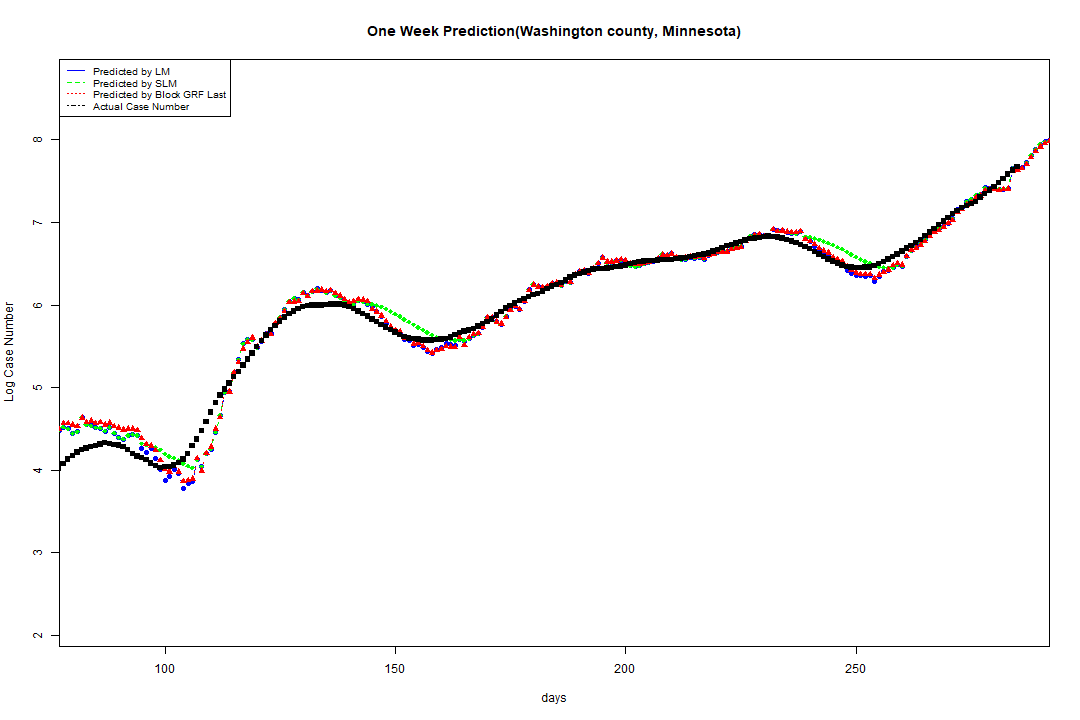 One Week Prediction(Washington county, Minnesota)
Predicted by LM
Predicted by SLM
Predicted by Block GRF Last
Actual Case Number
8
7
6
5
4
3
2
Log Case Number
100 150 200 250
days